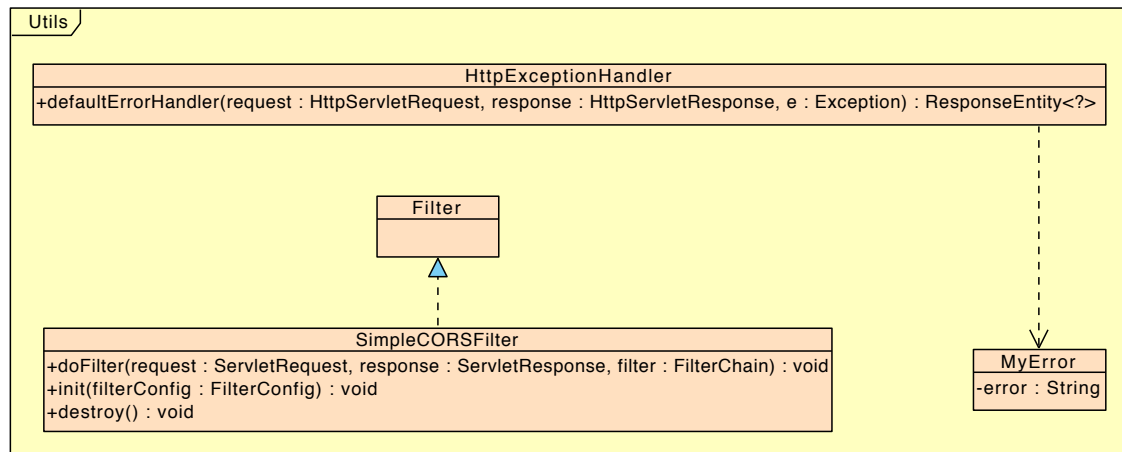 Utils
HttpExceptionHandler
+defaultErrorHandler(request : HttpServletRequest, response : HttpServletResponse, e : Exception) : ResponseEntity<?>
Filter
SimpleCORSFilter
+doFilter(request : ServletRequest, response : ServletResponse, filter : FilterChain) : void
+init(filterConfig : FilterConfig) : void
+destroy() : void
MyError
-error : String